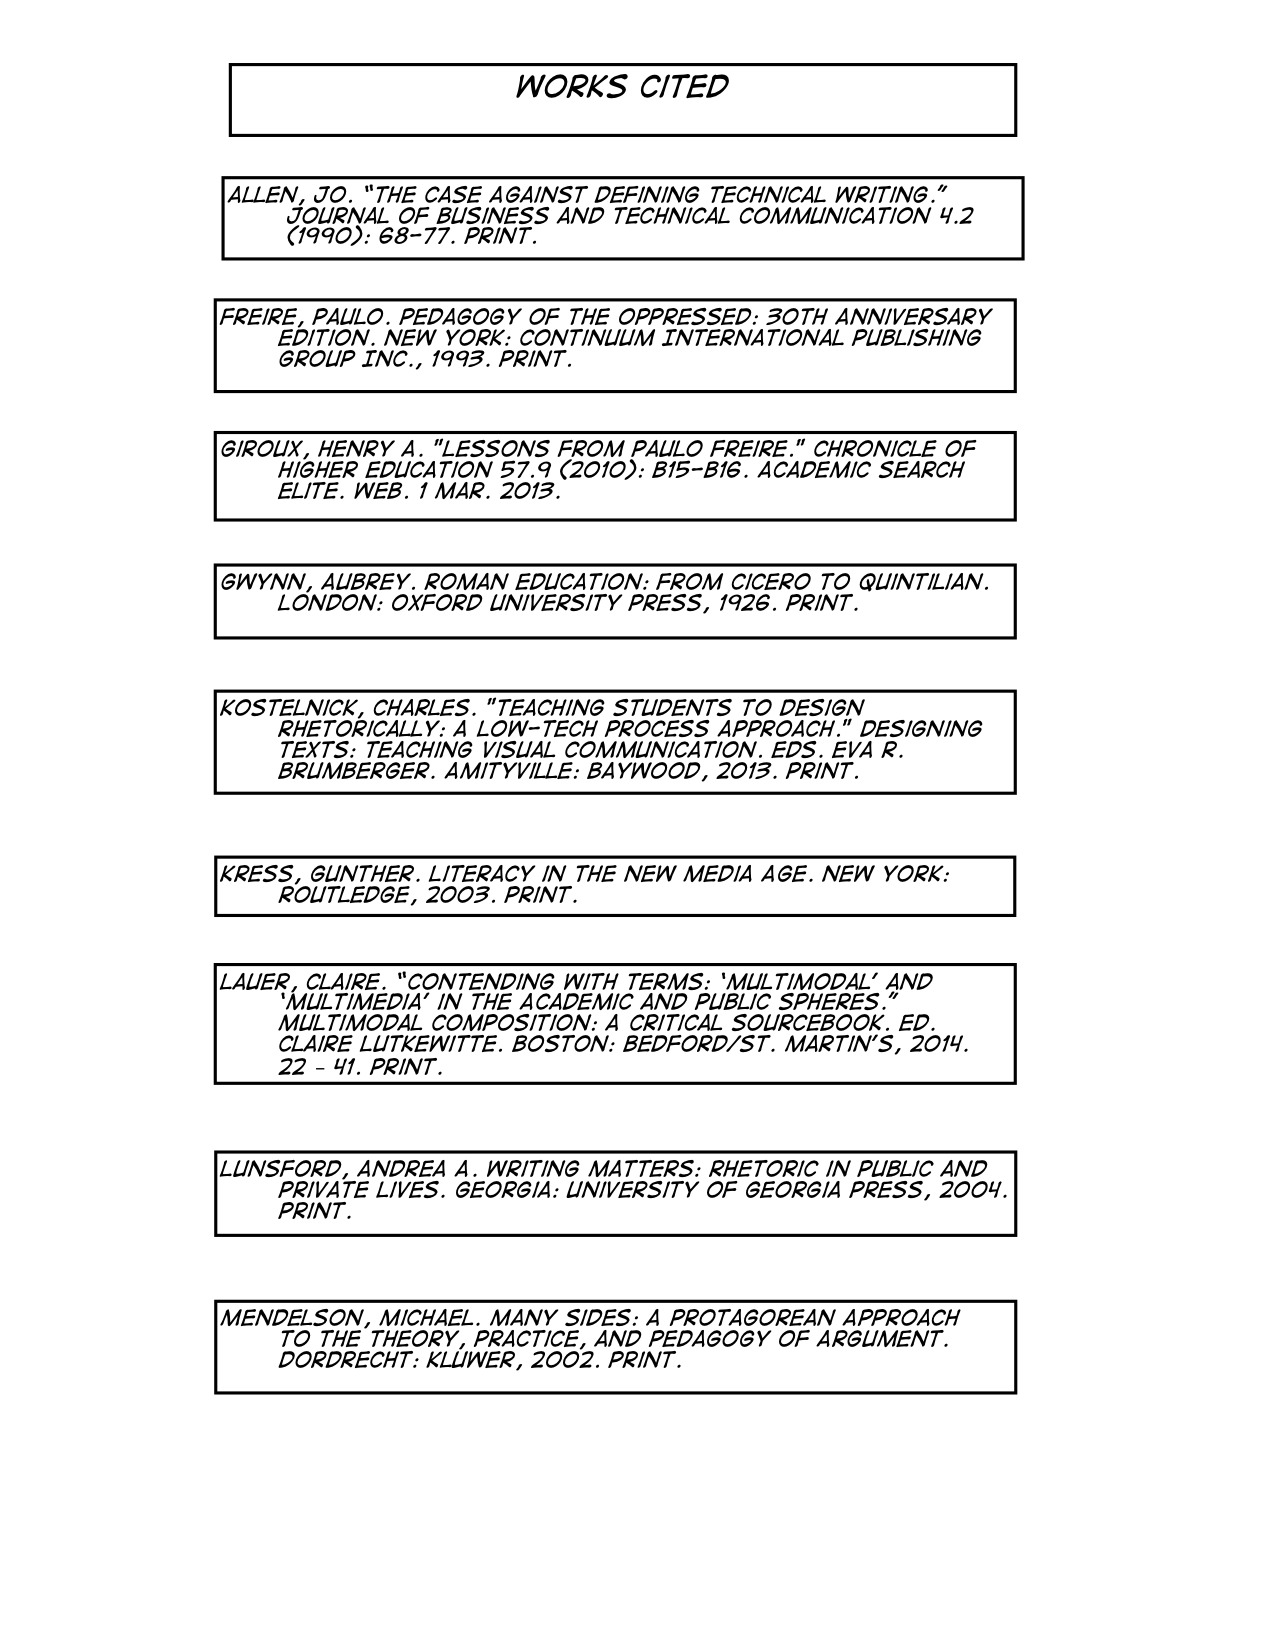 WORKS CITED
ALLEN, JO. "THE CASE AGAINST DEFINING TECHNICAL WRITING."
JOURNAL OF BUSINESS AND TECHNICAL COMMUNICATION 4.2
(1990): 68-77. PRINT.
FREIRE, PAULO. PEDAGOGY OF THE OPPRESSED: 30TH ANNIVERSARY
EDITION. NEW YORK: CONTINUUM INTERNATIONAL PUBLISHING
GROUP INC., 1993. PRINT.
GIROUX, HENRY A. "LESSONS FROM PAULO FREIRE." CHRONICLE OF
HIGHER EDUCATION 57.9 (2010): B15-B16. ACADEMIC SEARCH
ELITE. WEB. 1 MAR. 2013.
GWYNN, AUBREY. ROMAN EDUCATION: FROM CICERO TO QUINTILIAN.
LONDON: OXFORD UNIVERSITY PRESS, 1926. PRINT.
KOSTELNICK, CHARLES. "TEACHING STUDENTS TO DESIGN
RHETORICALLY: A LOW-TECH PROCESS APPROACH." DESIGNING
TEXTS: TEACHING VISUAL COMMUNICATION. EDS. EVA R.
BRUMBERGER. AMITYVILLE: BAYWOOD, 2013. PRINT.
KRESS, GUNTHER. LITERACY IN THE NEW MEDIA AGE. NEW YORK:
ROUTLEDGE, 2003. PRINT.
LAUER, CLAIRE. "CONTENDING WITH TERMS: 'MULTIMODAL' AND
'MULTIMEDIA' IN THE ACADEMIC AND PUBLIC SPHERES."
MULTIMODAL COMPOSITION: A CRITICAL SOURCEBOOK. ED.
CLAIRE LUTKEWITTE. BOSTON: BEDFORD/ST. MARTIN'S, 2014.
22 – 41. PRINT.
LUNSFORD, ANDREA A. WRITING MATTERS: RHETORIC IN PUBLIC AND
PRIVATE LIVES. GEORGIA: UNIVERSITY OF GEORGIA PRESS, 2004.
PRINT.
MENDELSON, MICHAEL. MANY SIDES: A PROTAGOREAN APPROACH
TO THE THEORY, PRACTICE, AND PEDAGOGY OF ARGUMENT.
DORDRECHT: KLUWER, 2002. PRINT.